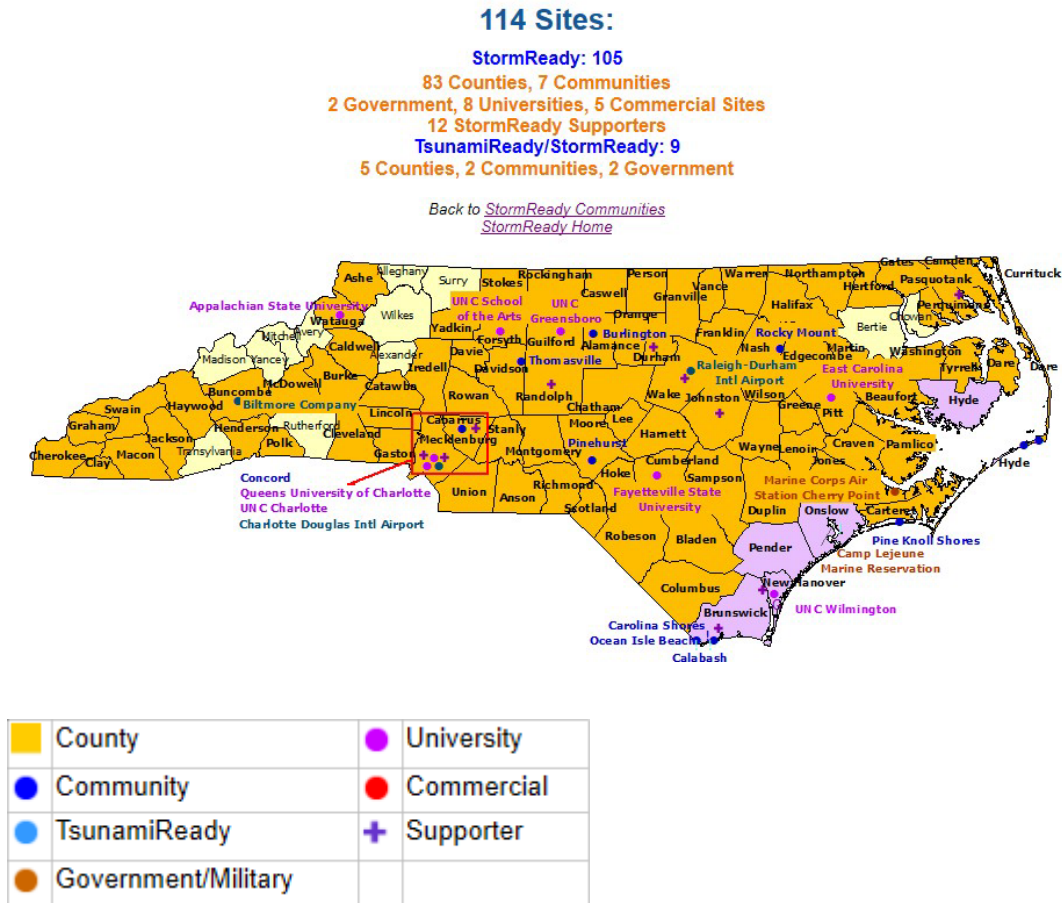 114 Sites:
StormReady: 105
83 Counties, 7 Communities
2 Government, 8 Universities, 5 Commercial Sites
12 StormReady Supporters
TsunamiReady/StormReady: 9
5 Counties, 2 Communities, 2 Government
Back to StormReady Communities
StormReady Home
Ashe
Alleghany
Surry
Stokes
Rockingham
Caswell
Person
Granville
Vance
Warren
Northampton
Hertford
Gates
Camden
Currituck
Pasquotank
Perquimans
Chowan
Halifax
Bertie
Appalachian State University
Watauga
Wilkes
Yadkin
UNC School
of the Arts
Forsyth
UNC
Greensboro
Guilford
Burlington
Alamance
Orange
Durham
Franklin
Rocky Mount
Nash
Edgecombe
Martin
Washington
Tyrrell
Dare
Dare
Mitchell
Avery
Caldwell
Alexander
Iredell
Davie
Davidson
Thomasville
Randolph
Chatham
Wake
Raleigh-Durham
Intl Airport
Johnston
Wilson
Greene
East Carolina
University
Pitt
Beaufort
Hyde
Madison
Yancey
McDowell
Burke
Catawba
Rowan
Buncombe
Biltmore Company
Haywood
Swain
Graham
Cherokee
Clay
Macon
Jackson
Transylvania
Henderson
Polk
Rutherford
Cleveland
Lincoln
Gaston
Cabarrus
Mecklenburg
Stanly
Montgomery
Moore
Lee
Harnett
Pinehurst
Hoke
Cumberland
Sampson
Wayne
Lenoir
Craven
Pamlico
Jones
Hyde
Concord
Queens University of Charlotte
UNC Charlotte
Charlotte Douglas Intl Airport
Union
Anson
Richmond
Scotland
Fayetteville State
University
Marine Corps Air
Station Cherry Point
Duplin
Onslow
Carteret
Pine Knoll Shores
Camp Lejeune
Marine Reservation
Robeson
Bladen
Pender
Columbus
New Hanover
Brunswick
UNC Wilmington
Carolina Shores
Ocean Isle Beach
Calabash
County
University
Community
Commercial
TsunamiReady
Supporter
Government/Military